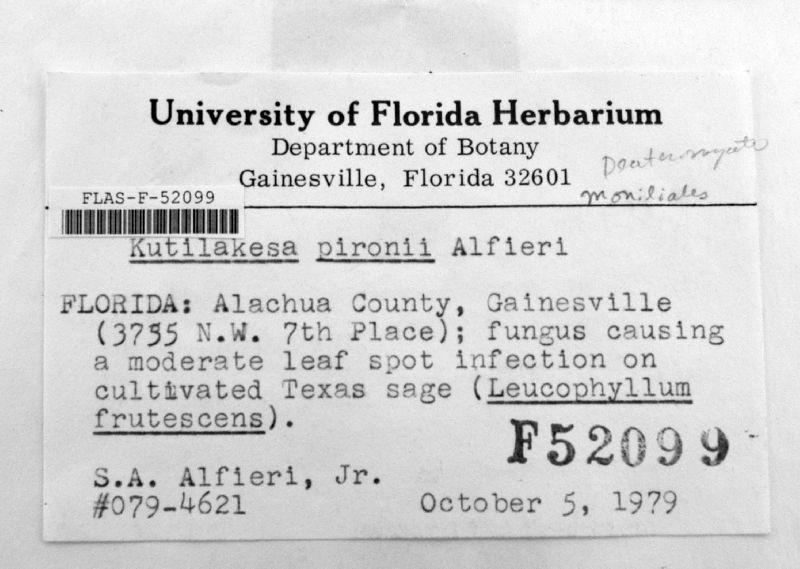 University of Florida Herbarium
Department of Botany
Gainesville, Florida 32601
Deuteromycete
moniliales
FLAS-F-52099
Kutilakesa pironii Alfieri
FLORIDA: Alachua County, Gainesville
(3755 N.W. 7th Place); fungus causing
a moderate leaf spot infection on
cultivated Texas sage (Leucophyllum
frutescens).
F52099
S.A. Alfieri, Jr.
#079-4621
October 5, 1979